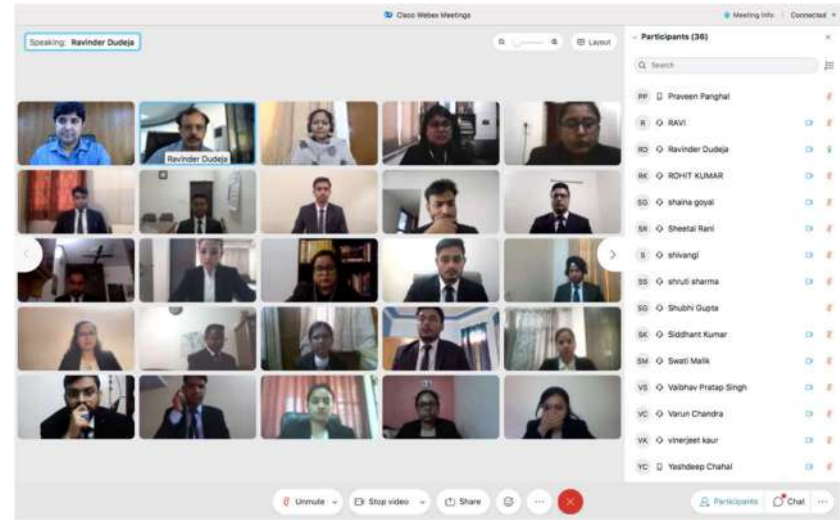 Cisco Webex Meetings
Meeting Info
Connected
Speaking: Ravinder Dudeja
Layout
Participants (36)
Search
Ravinder Dudeja
PP Praveen Panghal
R RAVI
RD Ravinder Dudeja
RK ROHIT KUMAR
SG shaina goyal
SR Sheetal Rani
S shivangi
SS shruti sharma
SG Shubhi Gupta
SK Siddhant Kumar
SM Swati Malik
VS Vaibhav Pratap Singh
VC Varun Chandra
VK vinerjeet kaur
YC Yashdeep Chahal
Unmute
Stop video
Share
Participants
Chat